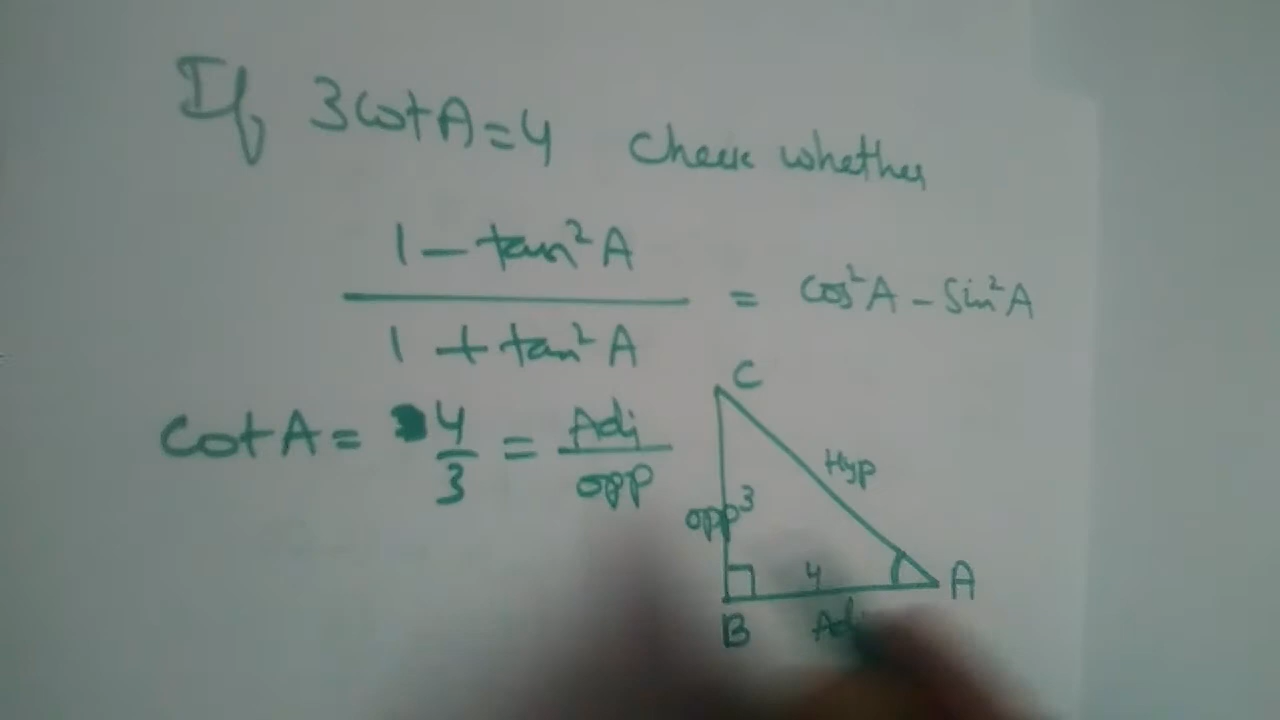 If 3cotA=4 Check whether
1 - tan²A
1 + tan²A
= cos²A - Sin²A
C
cotA = 4/3 = Adj/opp
Hyp
opp 3
4
A
B